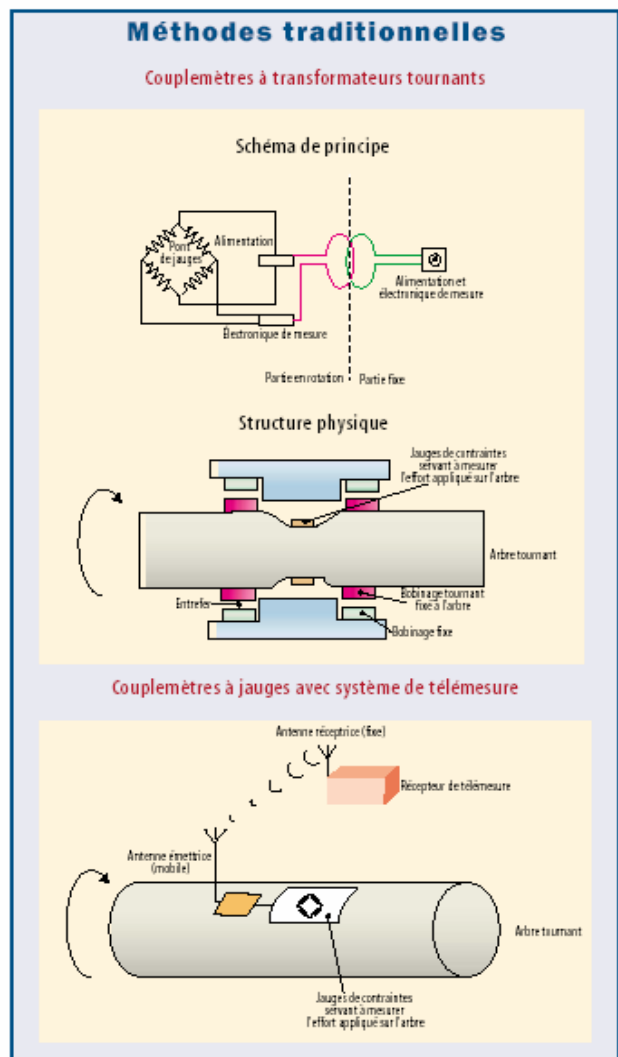 Méthodes traditionnelles
Couplemètres à transformateurs tournants
Schéma de principe
Pont
de jauges
Alimentation
Électronique de mesure
Alimentation et
électronique de mesure
Partie en rotation
Partie fixe
Structure physique
Jauges de contraintes
servant à mesurer
l'effort appliqué sur l'arbre
Arbre tournant
Entrefer
Bobinage tournant
fixé à l'arbre
Bobinage fixe
Couplemètres à jauges avec système de télémesure
Antenne réceptrice (fixe)
Récepteur de télémesure
Antenne émettrice
(mobile)
Arbre tournant
Jauges de contraintes
servant à mesurer
l'effort appliqué sur l'arbre